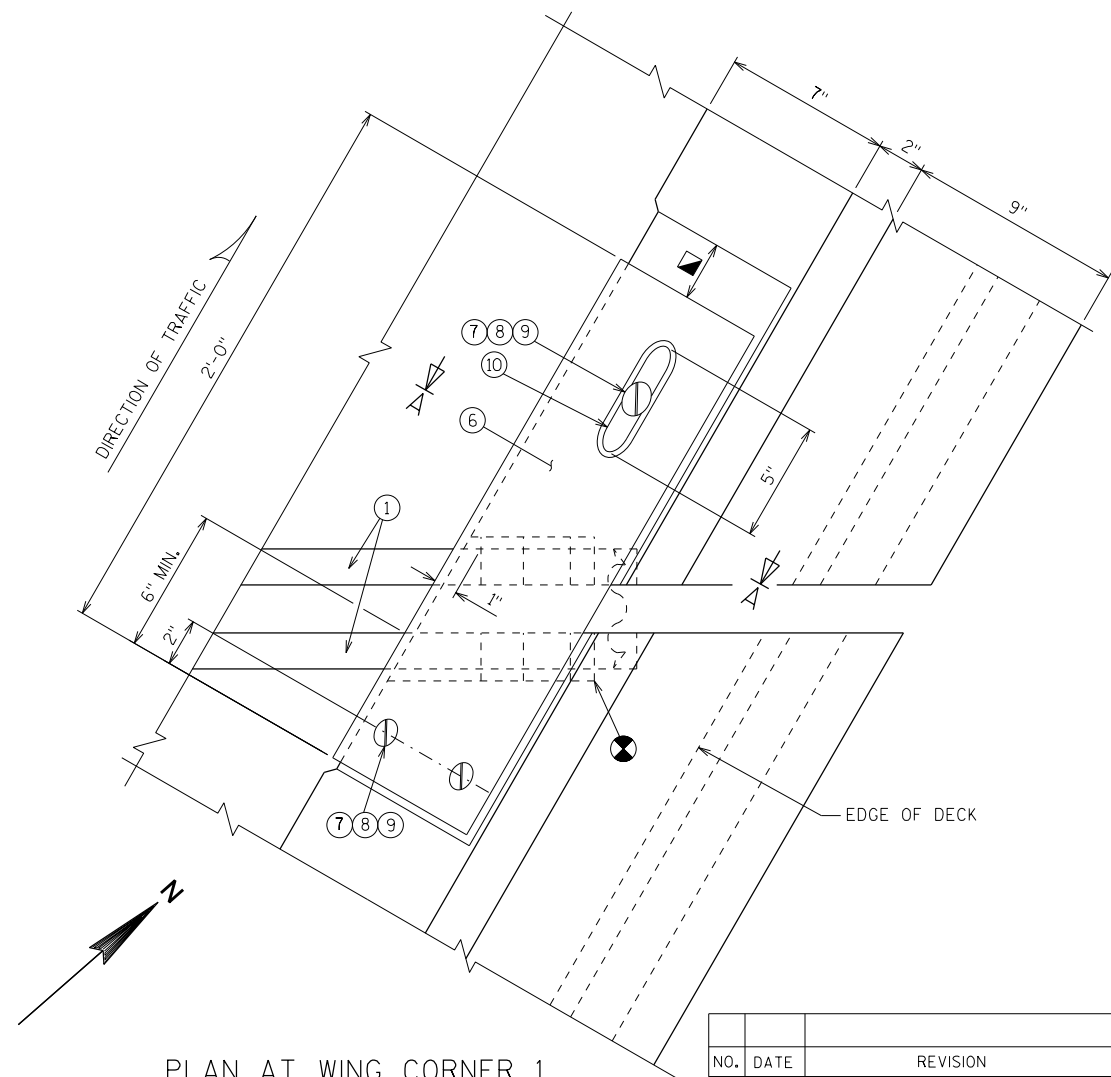 7"
2"
9"
DIRECTION OF TRAFFIC
2'-0"
7 8 9
10
A
6
5"
1
6" MIN.
A
1"
2"
EDGE OF DECK
7 8 9
N
PLAN AT WING CORNER 1
NO. DATE REVISION